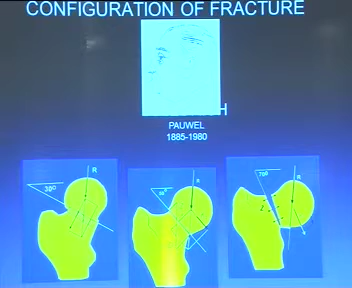 CONFIGURATION OF FRACTURE
PAUWEL
1885-1980
R
30°
R
R
70°